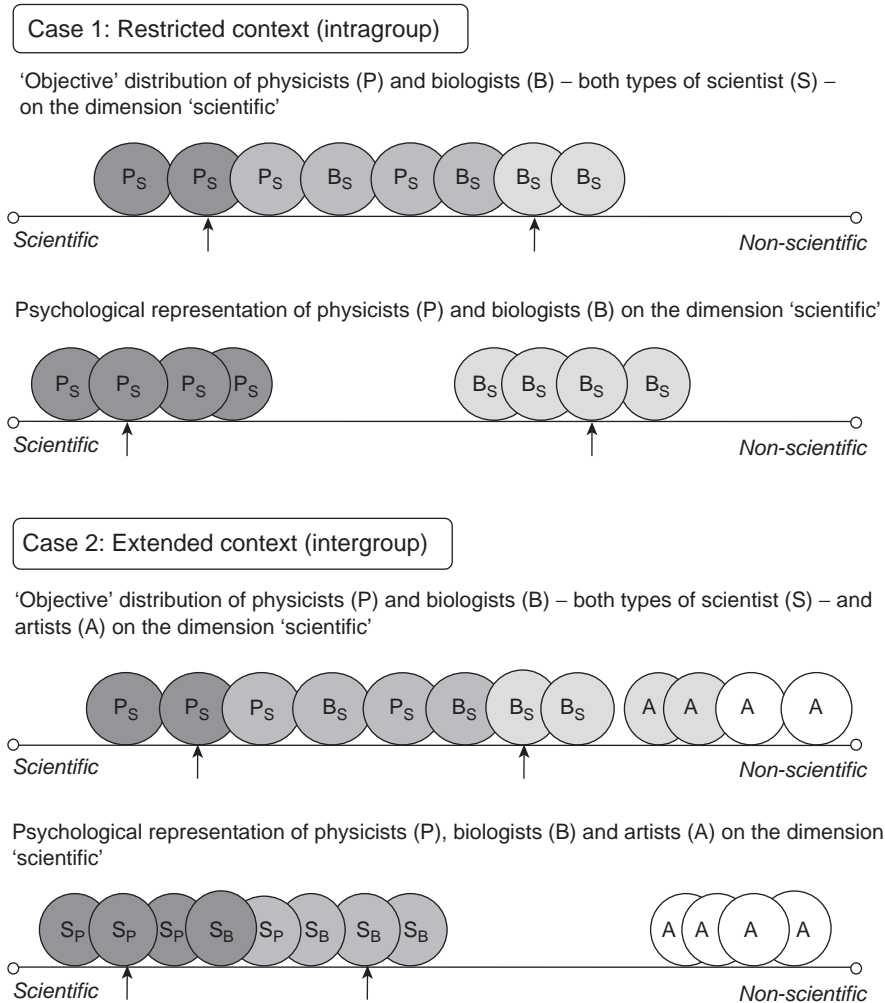 Case 1: Restricted context (intragroup)
‘Objective’ distribution of physicists (P) and biologists (B) – both types of scientist (S) –
on the dimension ‘scientific’
PS PS PS BS PS BS BS BS
Scientific Non-scientific
Psychological representation of physicists (P) and biologists (B) on the dimension ‘scientific’
PS PS PS PS BS BS BS BS
Scientific Non-scientific
Case 2: Extended context (intergroup)
‘Objective’ distribution of physicists (P) and biologists (B) – both types of scientist (S) – and
artists (A) on the dimension ‘scientific’
PS PS PS BS PS BS BS BS A A A A
Scientific Non-scientific
Psychological representation of physicists (P), biologists (B) and artists (A) on the dimension
‘scientific’
SP SP SP SB SP SB SB SB A A A A
Scientific Non-scientific